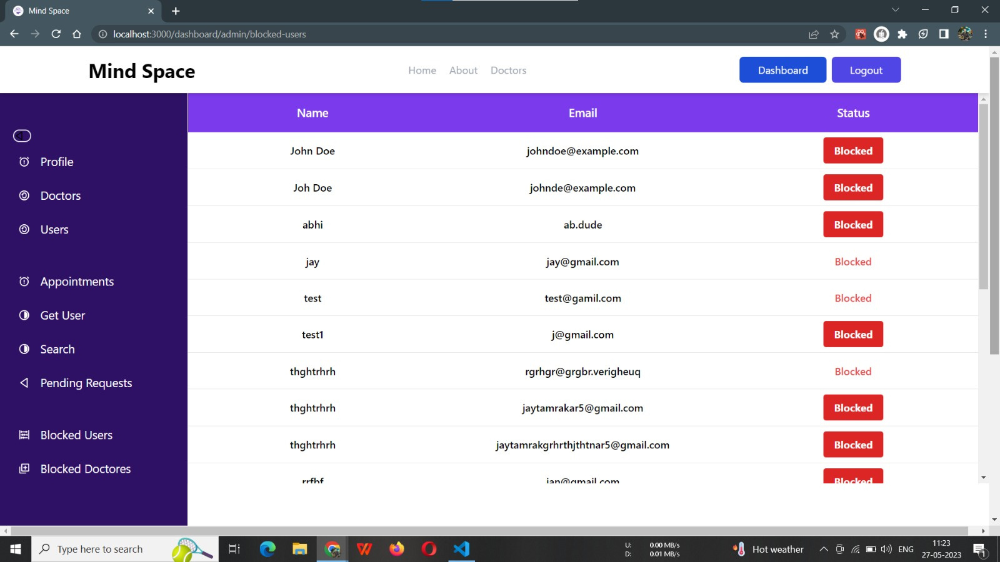 Mind Space
localhost:3000/dashboard/admin/blocked-users
Mind Space
Home About Doctors
Dashboard Logout
Profile
Doctors
Users
Appointments
Get User
Search
Pending Requests
Blocked Users
Blocked Doctores
Name Email Status
John Doe johndoe@example.com Blocked
Joh Doe johnde@example.com Blocked
abhi ab.dude Blocked
jay jay@gmail.com Blocked
test test@gamil.com Blocked
test1 j@gmail.com Blocked
thghtrhrh rgrhgr@grgbr.verigheuq Blocked
thghtrhrh jaytamrakar5@gmail.com Blocked
thghtrhrh jaytamrakgrhrthjthtnar5@gmail.com Blocked
rrfbf jan@gmail.com Blocked
Type here to search
U: 0.00 MB/s
D: 0.01 MB/s
Hot weather
ENG
11:23
27-05-2023
1